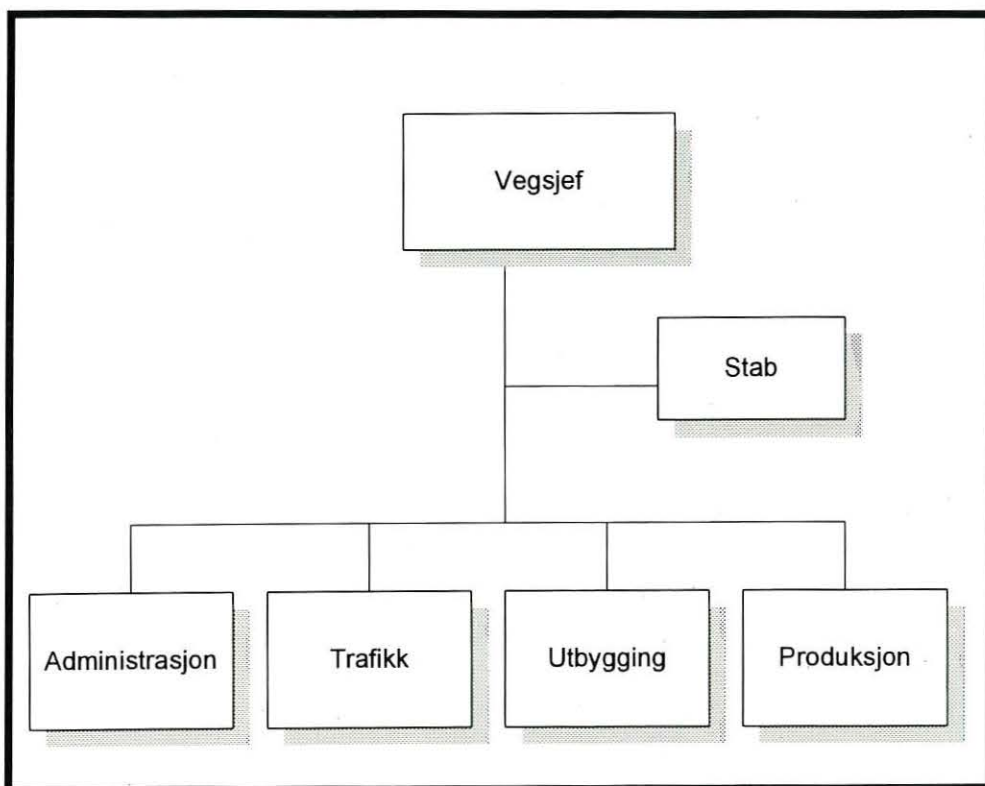 Vegsjef
Stab
Administrasjon
Trafikk
Utbygging
Produksjon